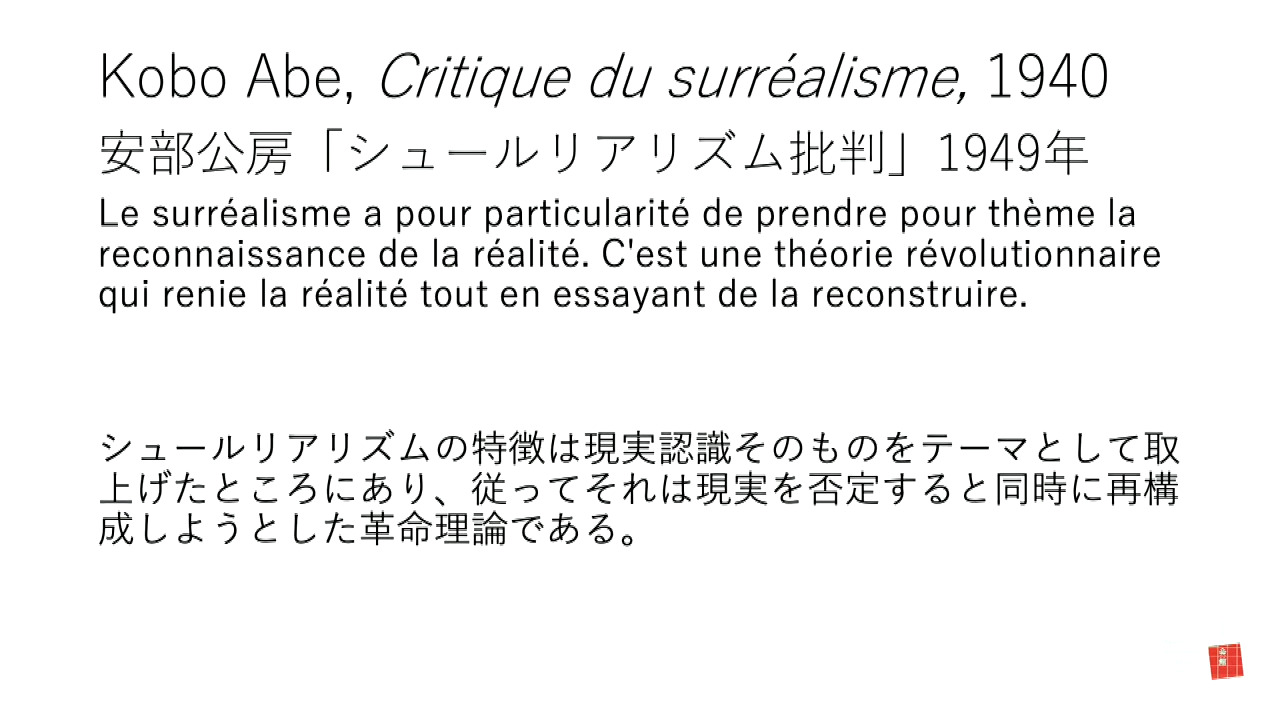 Kobo Abe, Critique du surréalisme, 1940
安部公房「シュールリアリズム批判」1949年
Le surréalisme a pour particularité de prendre pour thème la
reconnaissance de la réalité. C'est une théorie révolutionnaire
qui renie la réalité tout en essayant de la reconstruire.
シュールリアリズムの特徴は現実認識そのものをテーマとして取
上げたところにあり、従ってそれは現実を否定すると同時に再構
成しようとした革命理論である。